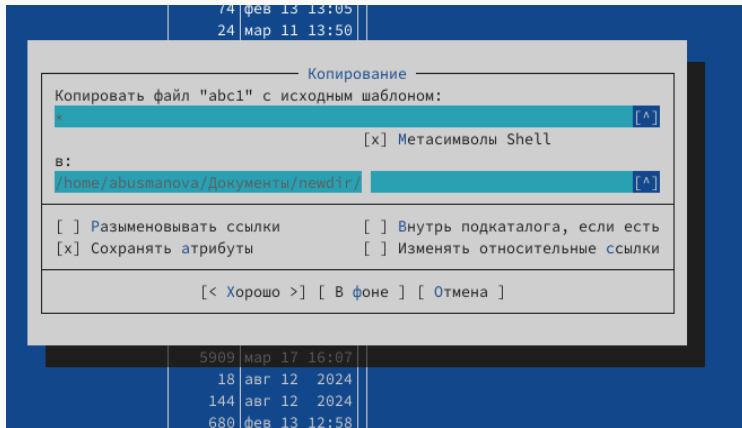 74 фев 13 13:05
24 мар 11 13:50
Копирование
Копировать файл "abc1" с исходным шаблоном:
* [^]
[x] Метасимволы Shell
в:
/home/abusmanova/Документы/newdir/ [^]
[ ] Разыменовывать ссылки [ ] Внутрь подкаталога, если есть
[x] Сохранять атрибуты [ ] Изменять относительные ссылки
[< Хорошо >] [ В фоне ] [ Отмена ]
5909 мар 17 16:07
18 авг 12 2024
144 авг 12 2024
680 фев 13 12:58